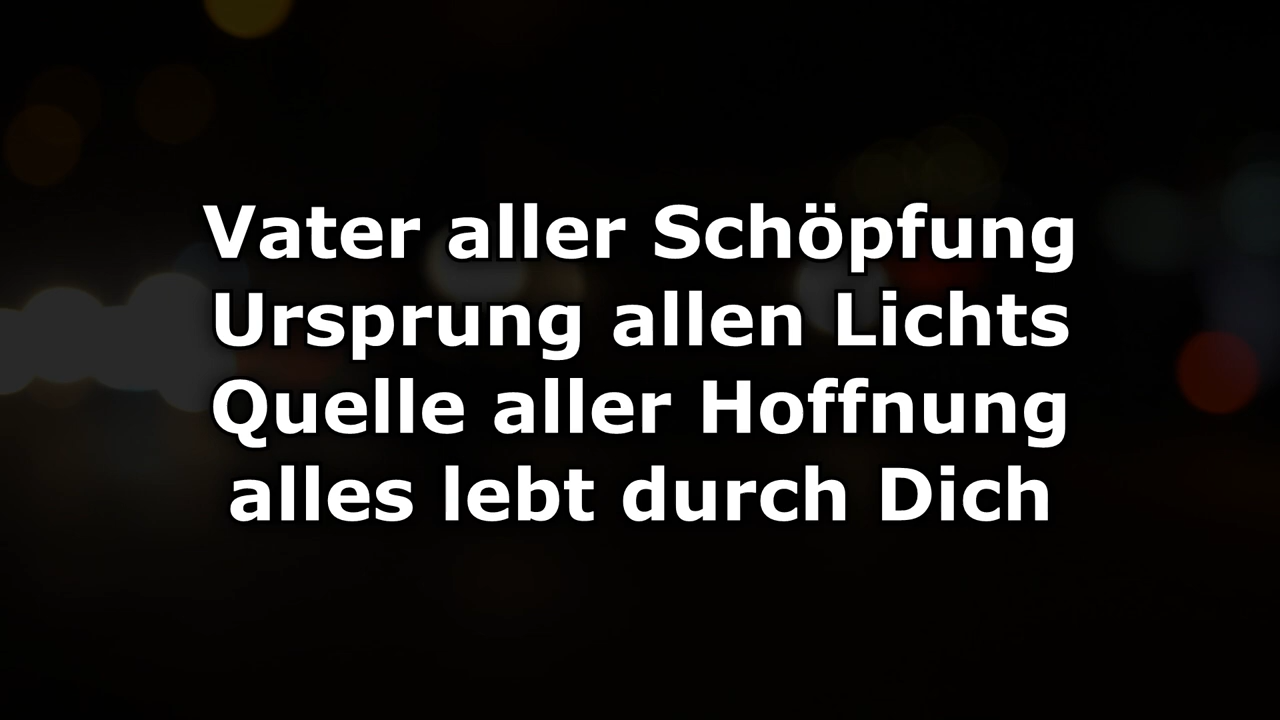 Vater aller Schöpfung
Ursprung allen Lichts
Quelle aller Hoffnung
alles lebt durch Dich